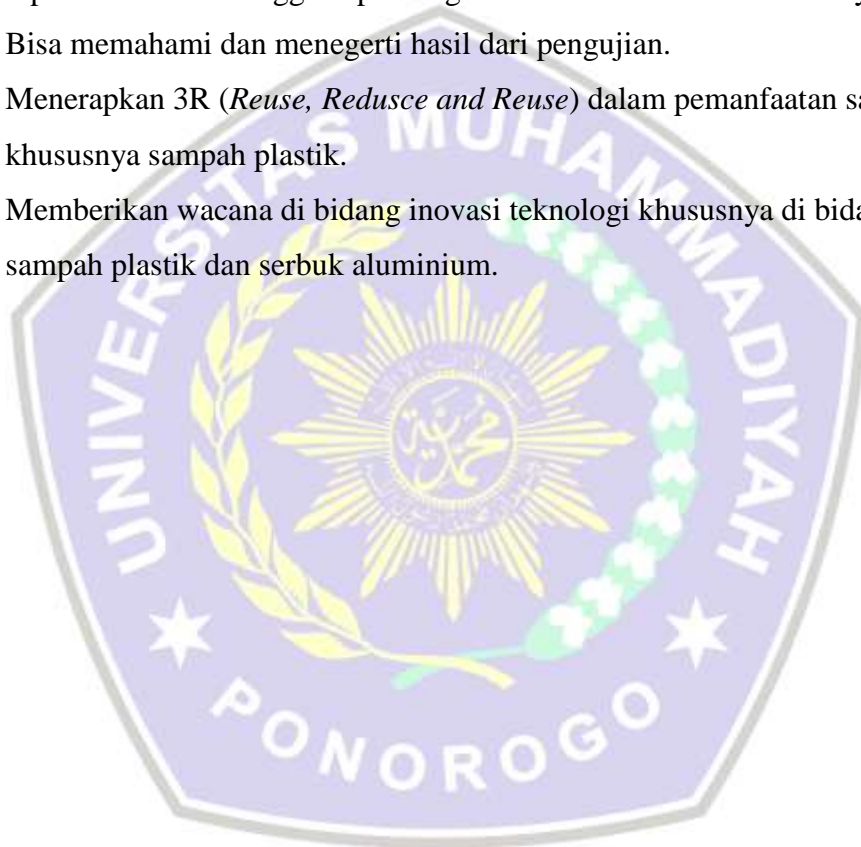 Bisa memahami dan menegerti hasil dari pengujian.
Menerapkan 3R (Reuse, Redusce and Reuse) dalam pemanfaatan sa
khususnya sampah plastik.
Memberikan wacana di bidang inovasi teknologi khususnya di bida
sampah plastik dan serbuk aluminium.
UNIVERSITAS MUHAMMADIYAH
PONOROGO
محمدية